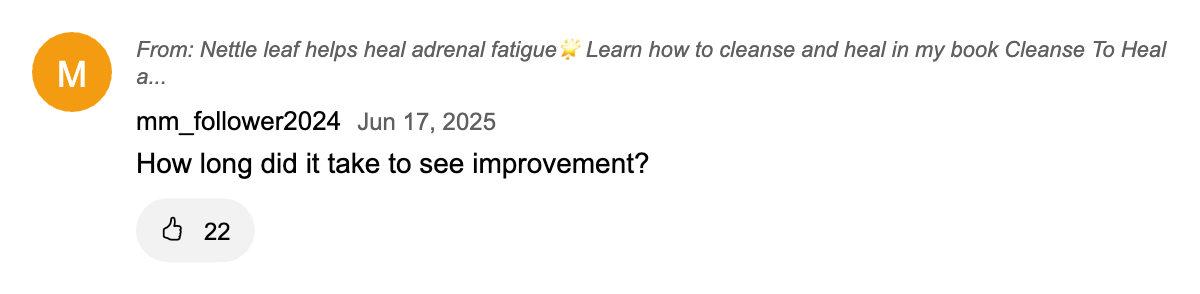 M
From: Nettle leaf helps heal adrenal fatigue🌟 Learn how to cleanse and heal in my book Cleanse To Heal
a...
mm_follower2024 Jun 17, 2025
How long did it take to see improvement?
22